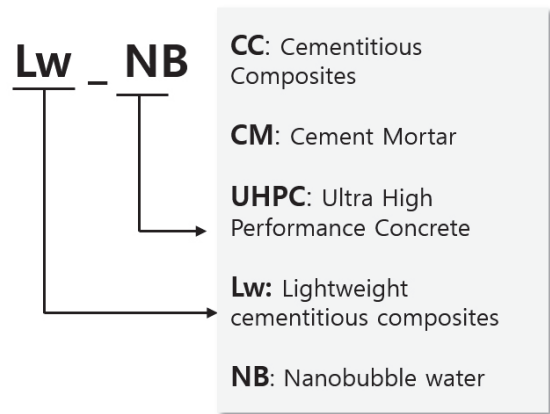 Lw _ NB
CC: Cementitious
Composites
CM: Cement Mortar
UHPC: Ultra High
Performance Concrete
Lw: Lightweight
cementitious composites
NB: Nanobubble water